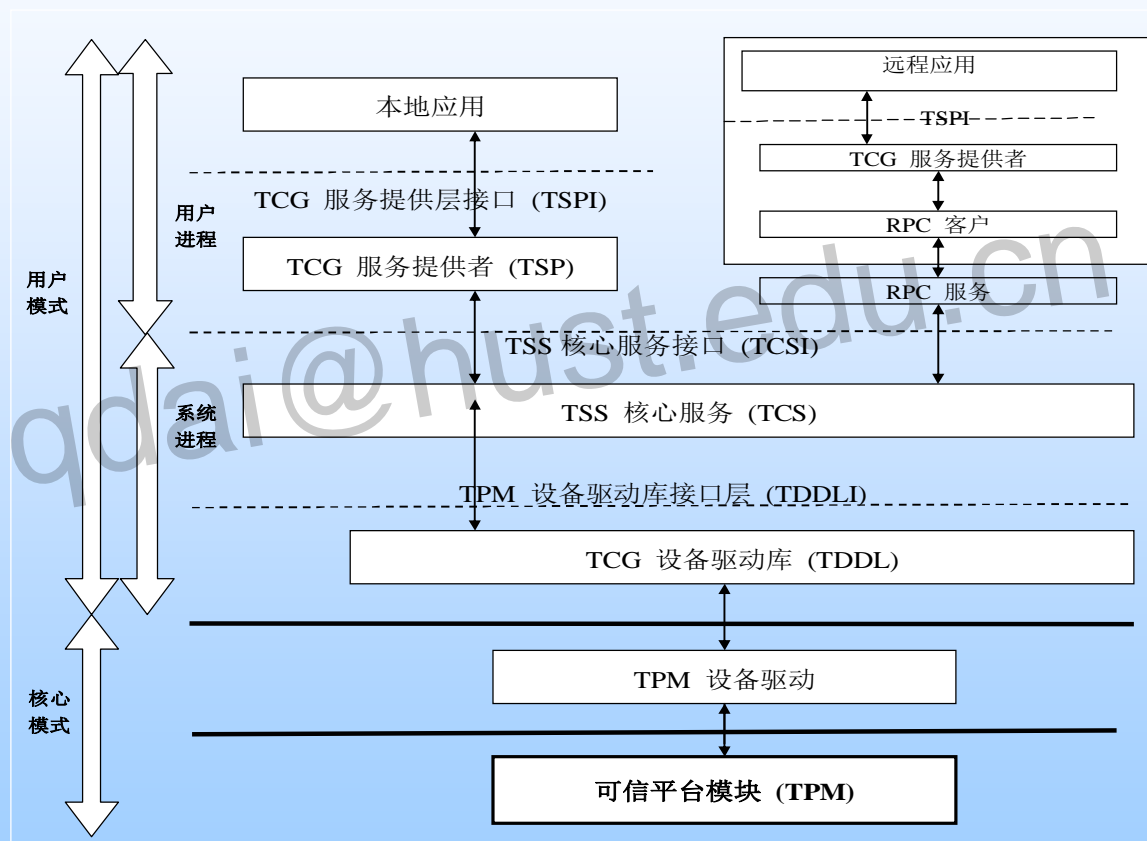 远程应用
本地应用
TSPI
TCG 服务提供者
TCG 服务提供层接口 (TSPI)
用户
进程
RPC 客户
TCG 服务提供者 (TSP)
用户
模式
RPC 服务
TSS 核心服务接口 (TCSI)
qdai@hust.edu.cn
系统
进程
TSS 核心服务 (TCS)
TPM 设备驱动库接口层 (TDDLI)
TCG 设备驱动库 (TDDL)
TPM 设备驱动
核心
模式
可信平台模块 (TPM)